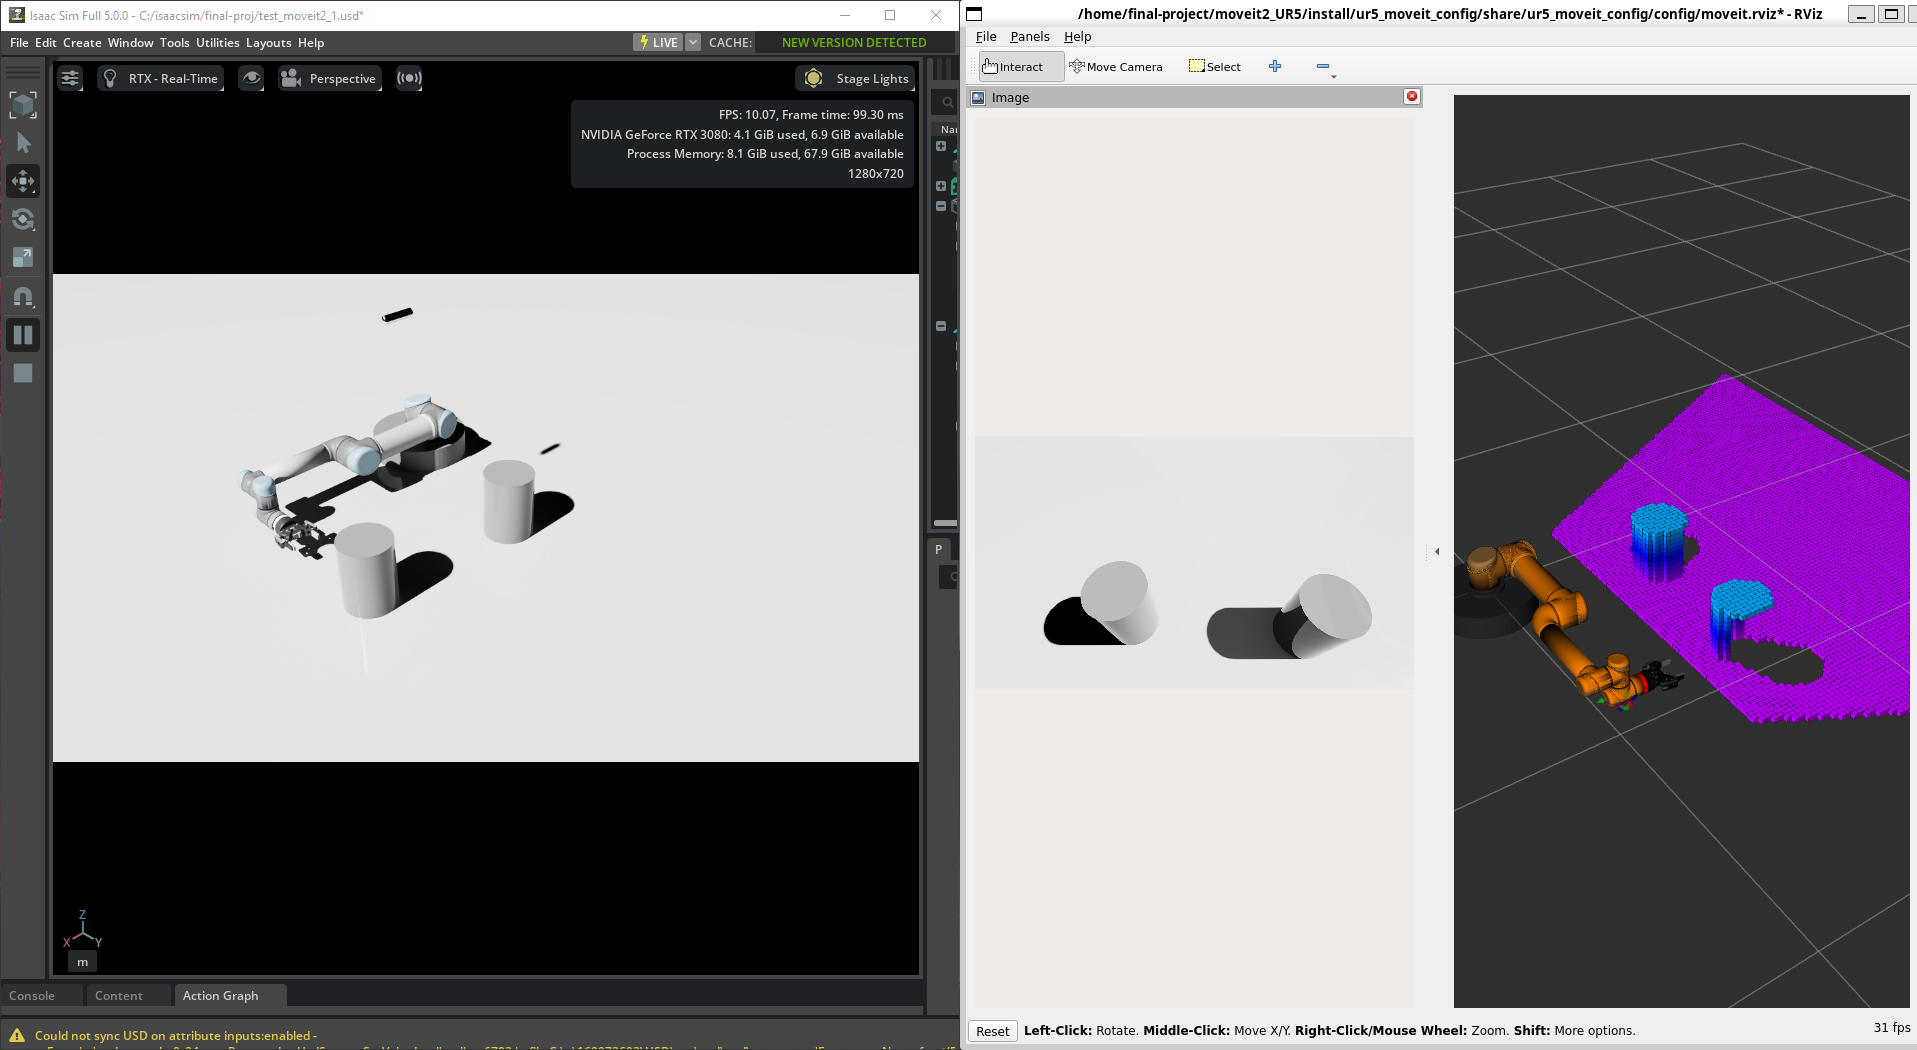 Isaac Sim Full 5.0.0 - C:/isaacsim/final-proj/test_moveit2_1.usd*
File Edit Create Window Tools Utilities Layouts Help
LIVE CACHE: NEW VERSION DETECTED
RTX - Real-Time Perspective Stage Lights
FPS: 10.07, Frame time: 99.30 ms
NVIDIA GeForce RTX 3080: 4.1 GiB used, 6.9 GiB available
Process Memory: 8.1 GiB used, 67.9 GiB available
1280x720
Z
X Y
m
P
Console Content Action Graph
Could not sync USD on attribute inputs:enabled -
/home/final-project/moveit2_UR5/install/ur5_moveit_config/share/ur5_moveit_config/config/moveit.rviz* - RViz
File Panels Help
Interact Move Camera Select
Image
Reset Left-Click: Rotate. Middle-Click: Move X/Y. Right-Click/Mouse Wheel: Zoom. Shift: More options.
31 fps